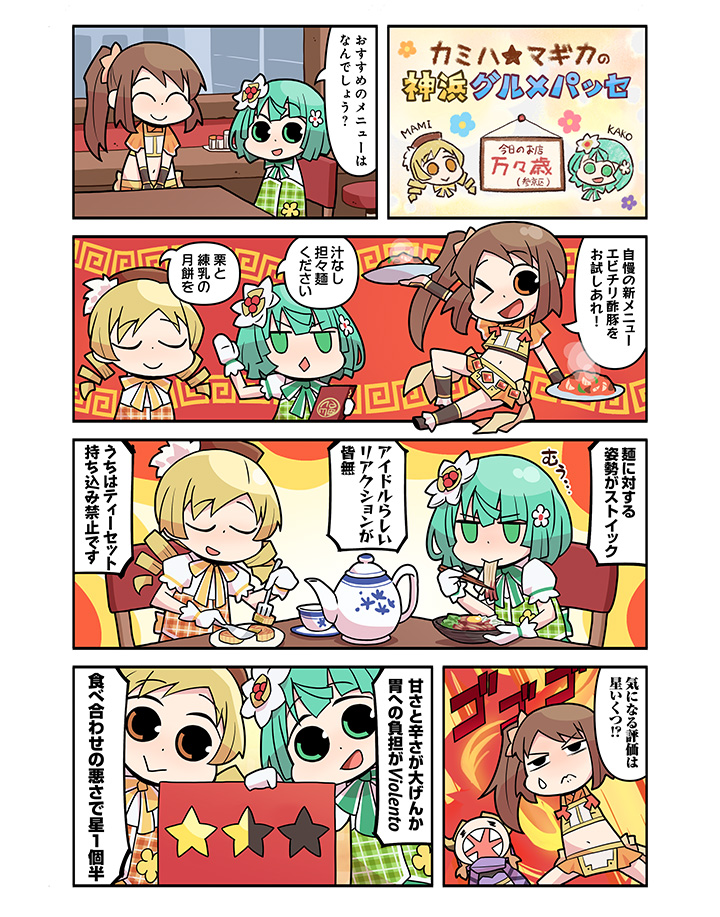 カミハ★マギカの
神浜グルメパッセ
MAMI
KAKO
今日のお店
万々歳
(参京区)
おすすめのメニューは
なんでしょう?
自慢の新メニュー
エビチリ酢豚を
お試しあれ!
汁なし
担々麺
ください
栗と
練乳の
月餅を
麺に対する
姿勢がストイック
むぅ…
アイドルらしい
リアクションが
皆無
うちはティーセット
持ち込み禁止です
気になる評価は
星いくつ!?
ゴゴゴ
甘さと辛さが大げんか
胃への負担がViolento
食べ合わせの悪さで星1個半